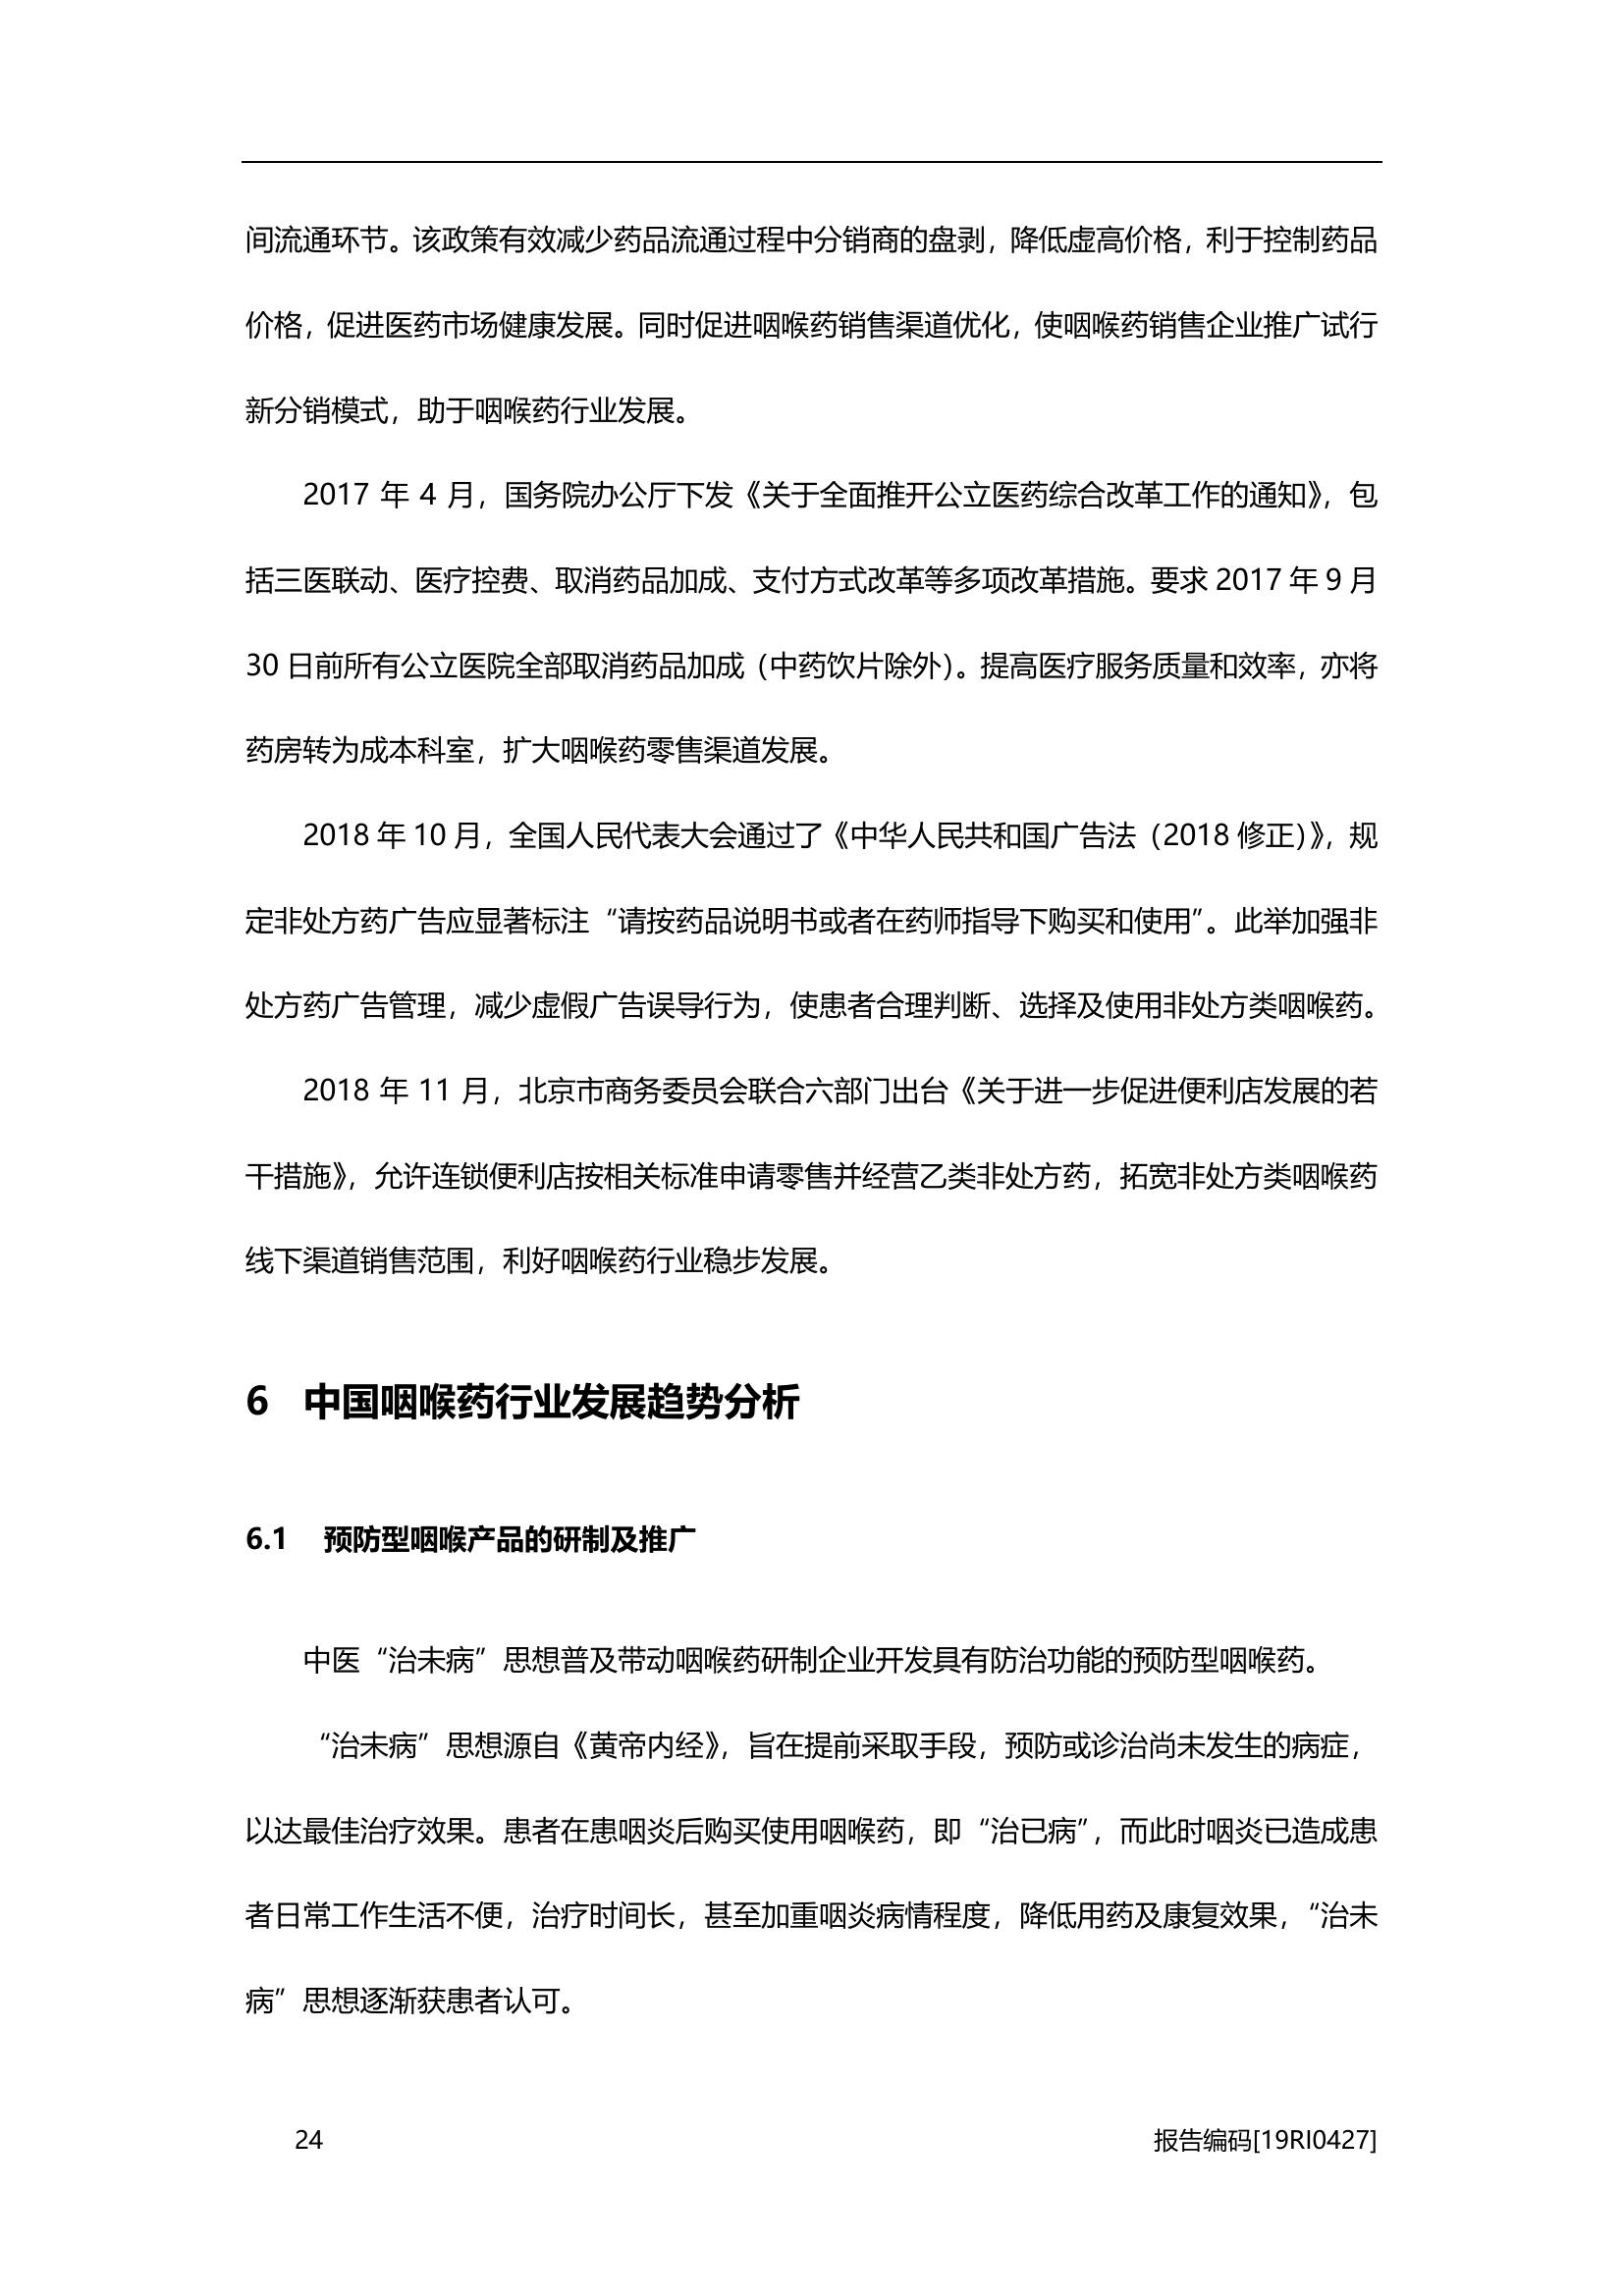 间流通环节。该政策有效减少药品流通过程中分销商的盘剥，降低虚高价格，利于控制药品
价格，促进医药市场健康发展。同时促进咽喉药销售渠道优化，使咽喉药销售企业推广试行
新分销模式，助于咽喉药行业发展。
2017 年 4 月，国务院办公厅下发《关于全面推开公立医药综合改革工作的通知》，包
括三医联动、医疗控费、取消药品加成、支付方式改革等多项改革措施。要求 2017 年 9 月
30 日前所有公立医院全部取消药品加成（中药饮片除外）。提高医疗服务质量和效率，亦将
药房转为成本科室，扩大咽喉药零售渠道发展。
2018 年 10 月，全国人民代表大会通过了《中华人民共和国广告法（2018 修正）》，规
定非处方药广告应显著标注“请按药品说明书或者在药师指导下购买和使用”。此举加强非
处方药广告管理，减少虚假广告误导行为，使患者合理判断、选择及使用非处方类咽喉药。
2018 年 11 月，北京市商务委员会联合六部门出台《关于进一步促进便利店发展的若
干措施》，允许连锁便利店按相关标准申请零售并经营乙类非处方药，拓宽非处方类咽喉药
线下渠道销售范围，利好咽喉药行业稳步发展。
6 中国咽喉药行业发展趋势分析
6.1 预防型咽喉产品的研制及推广
中医“治未病”思想普及带动咽喉药研制企业开发具有防治功能的预防型咽喉药。
“治未病”思想源自《黄帝内经》，旨在提前采取手段，预防或诊治尚未发生的病症，
以达最佳治疗效果。患者在患咽炎后购买使用咽喉药，即“治已病”，而此时咽炎已造成患
者日常工作生活不便，治疗时间长，甚至加重咽炎病情程度，降低用药及康复效果，“治未
病”思想逐渐获患者认可。
24 报告编码[19RI0427]